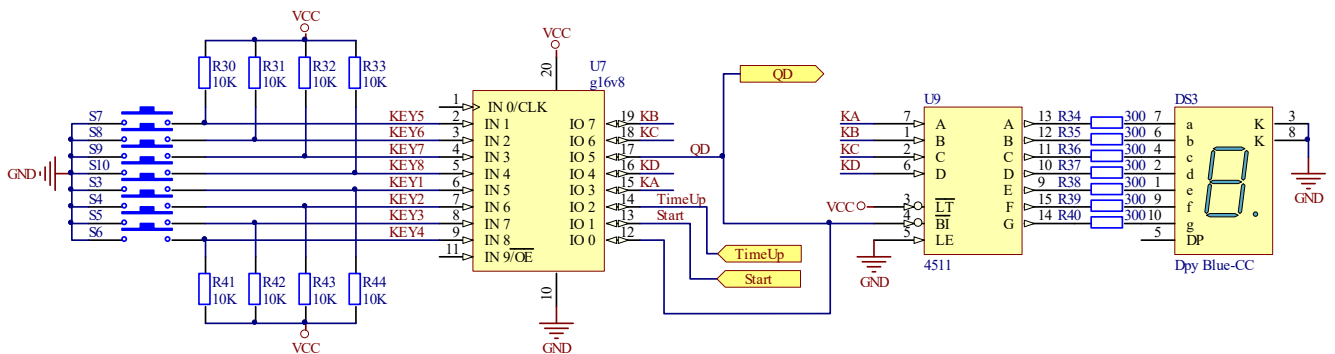 VCC
R30 10K
R31 10K
R32 10K
R33 10K
GND
S7
S8
S9
S10
S3
S4
S5
S6
KEY5
KEY6
KEY7
KEY8
KEY1
KEY2
KEY3
KEY4
R41 10K
R42 10K
R43 10K
R44 10K
VCC
VCC
20
U7
g16v8
1 IN 0/CLK
2 IN 1
3 IN 2
4 IN 3
5 IN 4
6 IN 5
7 IN 6
8 IN 7
9 IN 8
11 IN 9/OE
IO 7 19 KB
IO 6 18 KC
IO 5 17 QD
IO 4 16 KD
IO 3 15 KA
IO 2 14 TimeUp
IO 1 13 Start
IO 0 12
10
GND
QD
TimeUp
Start
U9
KA 7 A
KB 1 B
KC 2 C
KD 6 D
VCC 3 LT
4 BI
5 LE
GND
4511
A 13 R34 300 7 a
B 12 R35 300 6 b
C 11 R36 300 4 c
D 10 R37 300 2 d
E 9 R38 300 1 e
F 15 R39 300 9 f
G 14 R40 300 10 g
5 DP
DS3
K 3
K 8
GND
Dpy Blue-CC